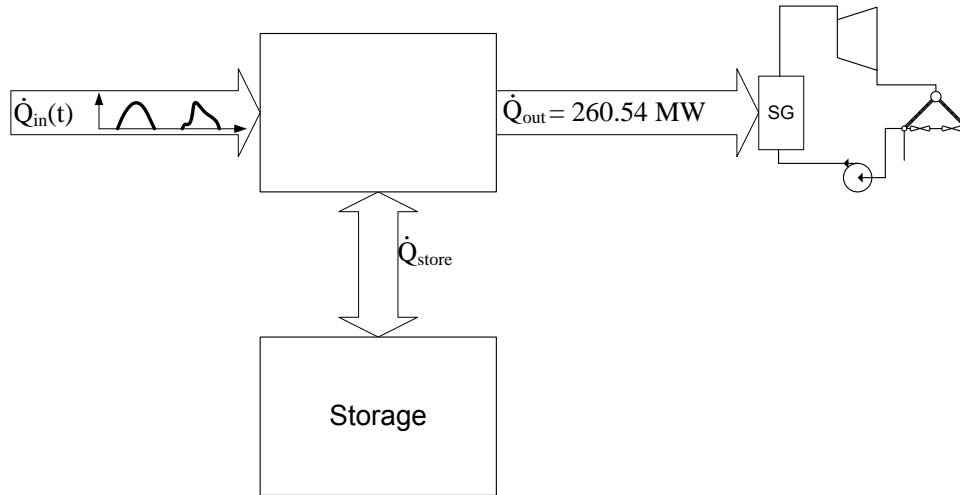 Q̇in(t)
Q̇out = 260.54 MW
SG
Q̇store
Storage